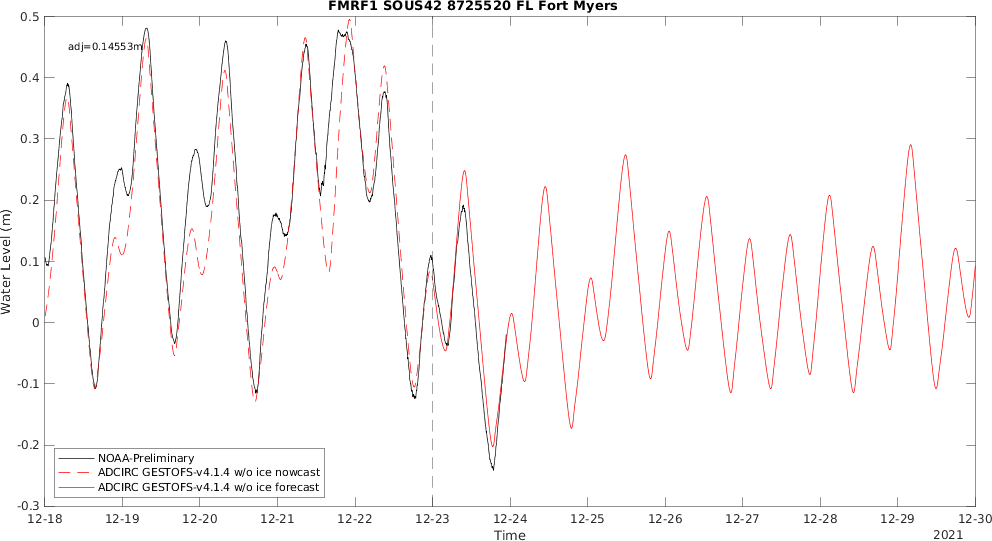 FMRF1 SOUS42 8725520 FL Fort Myers
0.5
adj=0.14553m
0.4
0.3
0.2
0.1
0
-0.1
-0.2
-0.3
Water Level (m)
NOAA-Preliminary
ADCIRC GESTOFS-v4.1.4 w/o ice nowcast
ADCIRC GESTOFS-v4.1.4 w/o ice forecast
12-18 12-19 12-20 12-21 12-22 12-23 12-24 12-25 12-26 12-27 12-28 12-29 12-30
Time
2021